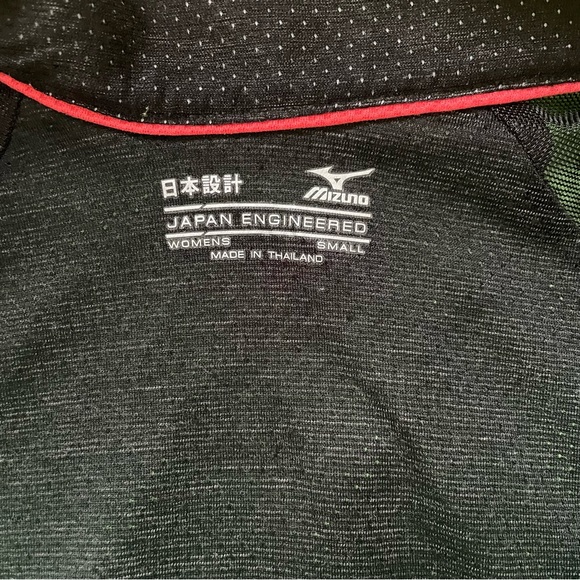 日本設計 MIZUNO
JAPAN ENGINEERED
WOMENS SMALL
MADE IN THAILAND